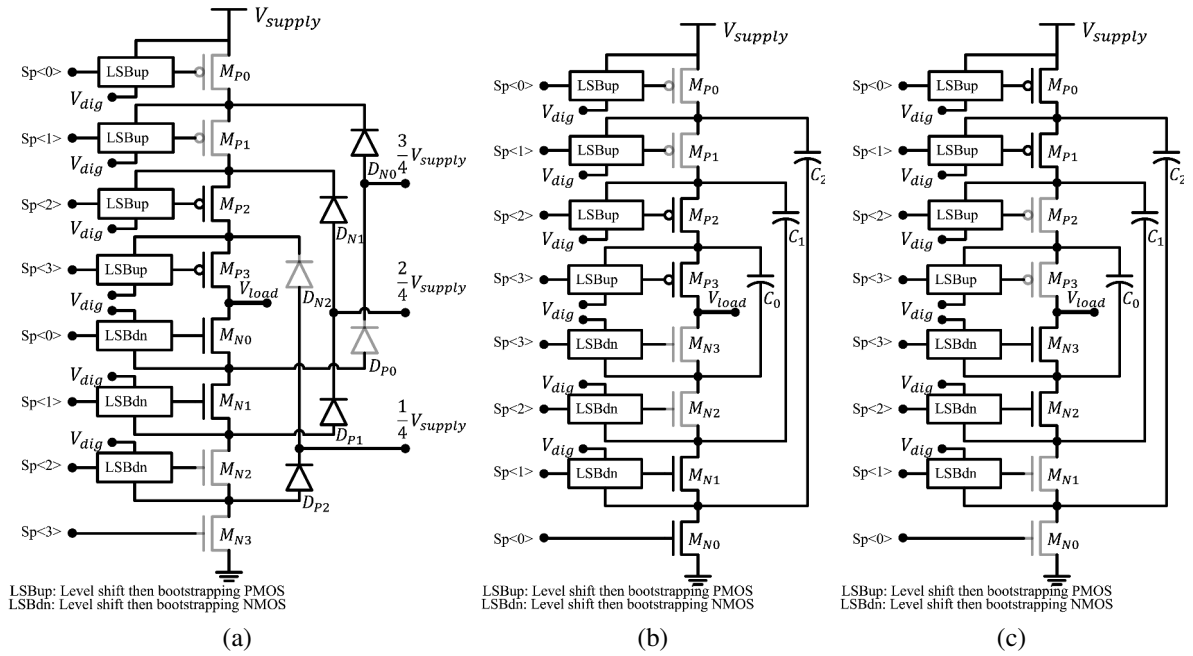 V_supply
Sp<0>
LSBup
M_P0
V_dig
Sp<1>
LSBup
M_P1
V_dig
D_N0
3/4 V_supply
Sp<2>
LSBup
M_P2
V_dig
D_N1
Sp<3>
LSBup
M_P3
V_dig
D_N2
2/4 V_supply
V_load
Sp<0>
LSBdn
M_N0
D_P0
V_dig
Sp<1>
LSBdn
M_N1
D_P1
1/4 V_supply
V_dig
Sp<2>
LSBdn
M_N2
D_P2
Sp<3>
M_N3
LSBup: Level shift then bootstrapping PMOS
LSBdn: Level shift then bootstrapping NMOS
(a)
V_supply
Sp<0>
LSBup
M_P0
V_dig
Sp<1>
LSBup
M_P1
V_dig
C_2
Sp<2>
LSBup
M_P2
V_dig
C_1
Sp<3>
LSBup
M_P3
V_dig
C_0
V_load
Sp<3>
LSBdn
M_N3
V_dig
Sp<2>
LSBdn
M_N2
V_dig
Sp<1>
LSBdn
M_N1
Sp<0>
M_N0
LSBup: Level shift then bootstrapping PMOS
LSBdn: Level shift then bootstrapping NMOS
(b)
V_supply
Sp<0>
LSBup
M_P0
V_dig
Sp<1>
LSBup
M_P1
V_dig
C_2
Sp<2>
LSBup
M_P2
V_dig
C_1
Sp<3>
LSBup
M_P3
V_dig
C_0
V_load
Sp<3>
LSBdn
M_N3
V_dig
Sp<2>
LSBdn
M_N2
V_dig
Sp<1>
LSBdn
M_N1
Sp<0>
M_N0
LSBup: Level shift then bootstrapping PMOS
LSBdn: Level shift then bootstrapping NMOS
(c)